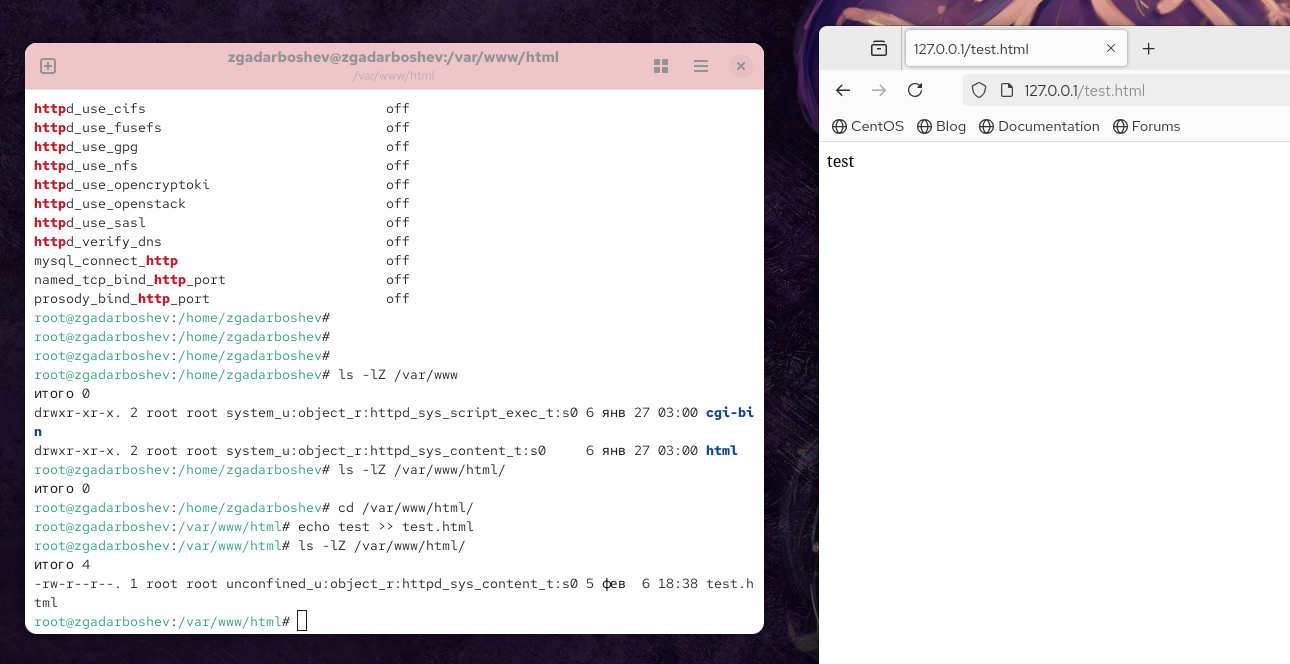 zgadarboshev@zgadarboshev:/var/www/html
/var/www/html
httpd_use_cifs                              off
httpd_use_fusefs                            off
httpd_use_gpg                               off
httpd_use_nfs                               off
httpd_use_opencryptoki                      off
httpd_use_openstack                         off
httpd_use_sasl                              off
httpd_verify_dns                            off
mysql_connect_http                          off
named_tcp_bind_http_port                    off
prosody_bind_http_port                      off
root@zgadarboshev:/home/zgadarboshev#
root@zgadarboshev:/home/zgadarboshev#
root@zgadarboshev:/home/zgadarboshev#
root@zgadarboshev:/home/zgadarboshev# ls -lZ /var/www
итого 0
drwxr-xr-x. 2 root root system_u:object_r:httpd_sys_script_exec_t:s0 6 янв 27 03:00 cgi-bi
n
drwxr-xr-x. 2 root root system_u:object_r:httpd_sys_content_t:s0     6 янв 27 03:00 html
root@zgadarboshev:/home/zgadarboshev# ls -lZ /var/www/html/
итого 0
root@zgadarboshev:/home/zgadarboshev# cd /var/www/html/
root@zgadarboshev:/var/www/html# echo test >> test.html
root@zgadarboshev:/var/www/html# ls -lZ /var/www/html/
итого 4
-rw-r--r--. 1 root root unconfined_u:object_r:httpd_sys_content_t:s0 5 фев  6 18:38 test.h
tml
root@zgadarboshev:/var/www/html#
127.0.0.1/test.html
127.0.0.1/test.html
CentOS Blog Documentation Forums
test